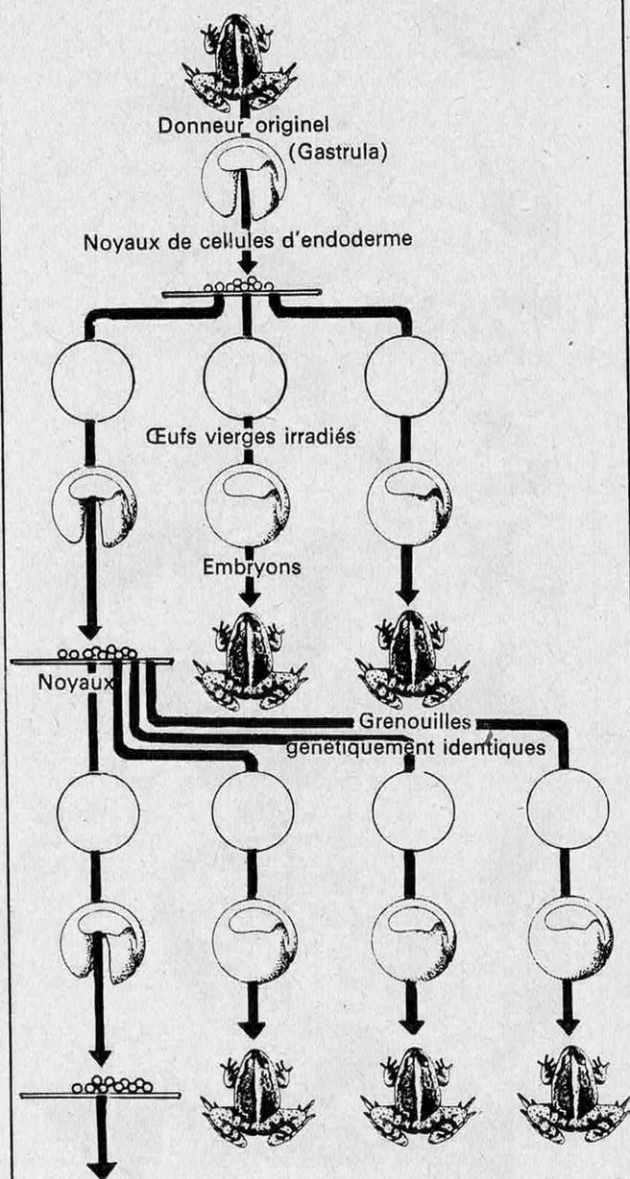 Donneur originel
(Gastrula)
Noyaux de cellules d'endoderme
Œufs vierges irradiés
Embryons
Noyaux
Grenouilles
génétiquement identiques